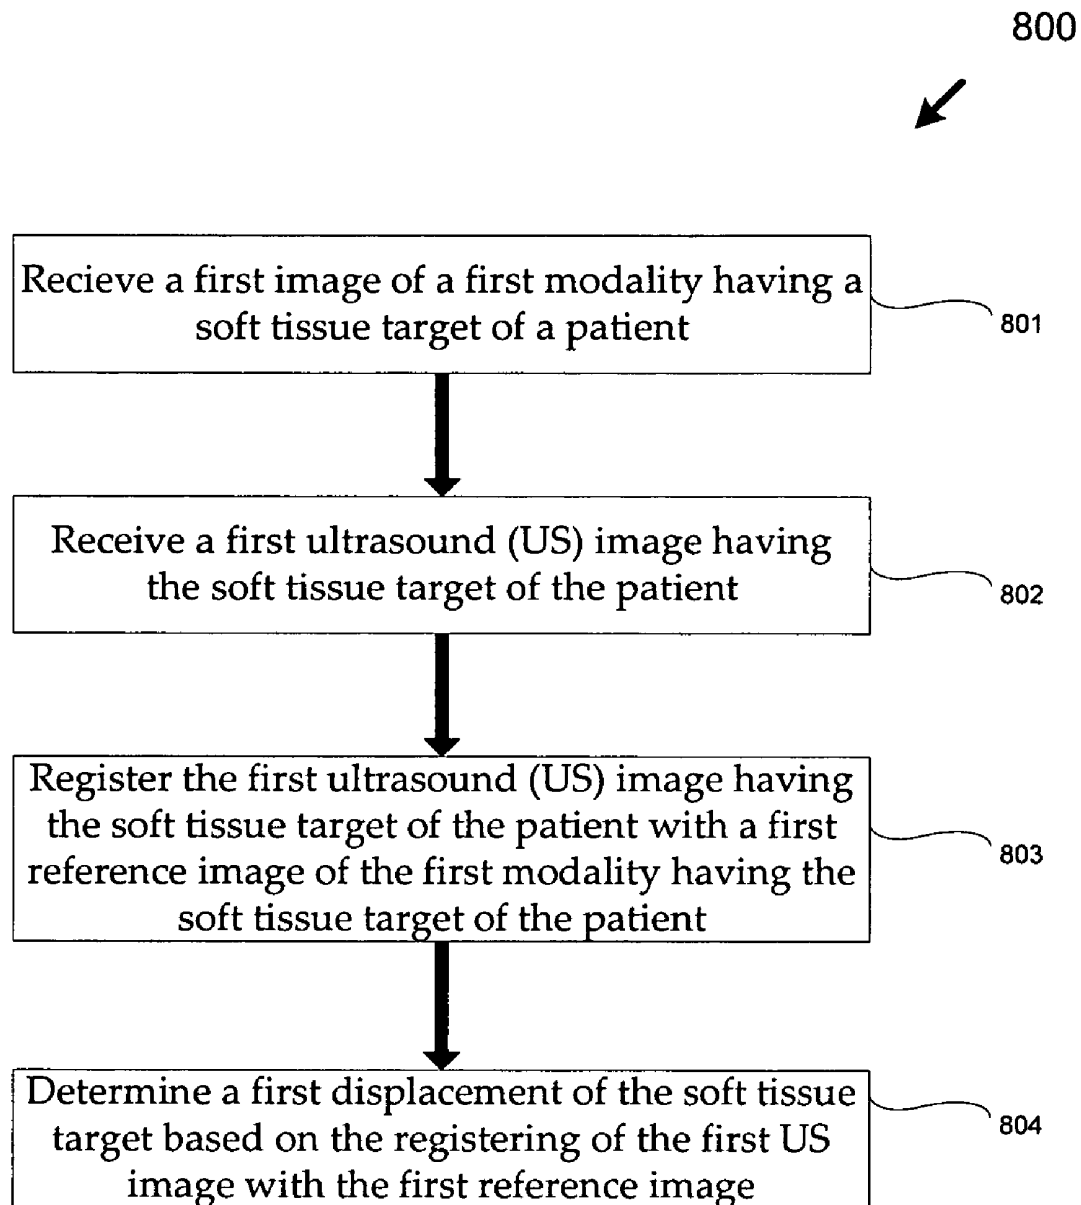 800
Recieve a first image of a first modality having a
soft tissue target of a patient
801
Receive a first ultrasound (US) image having
the soft tissue target of the patient
802
Register the first ultrasound (US) image having
the soft tissue target of the patient with a first
reference image of the first modality having the
soft tissue target of the patient
803
Determine a first displacement of the soft tissue
target based on the registering of the first US
image with the first reference image
804